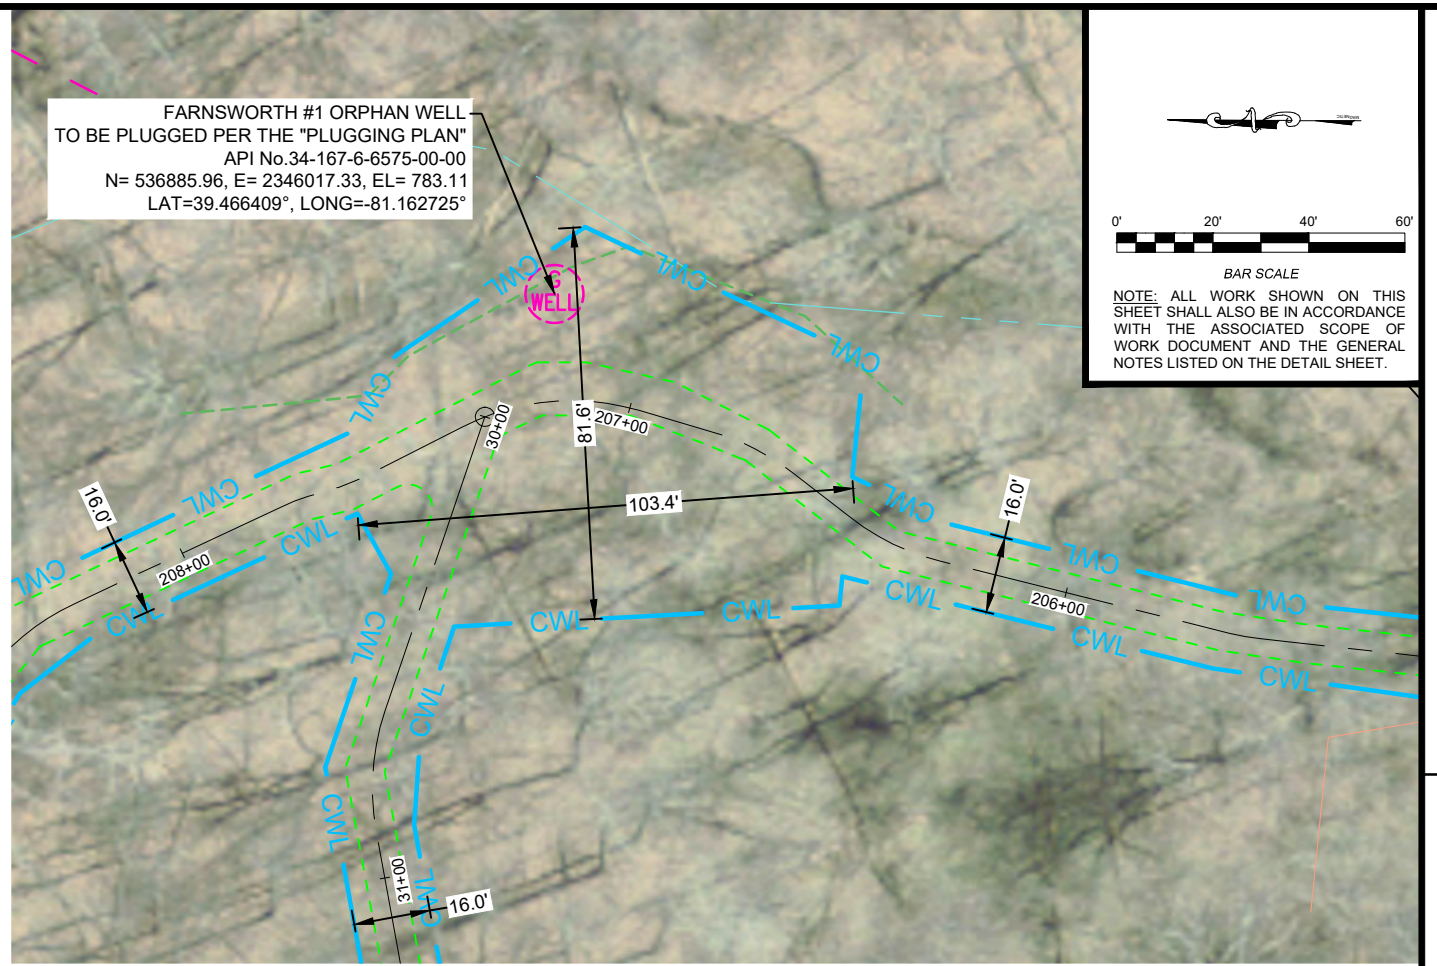 FARNSWORTH #1 ORPHAN WELL
TO BE PLUGGED PER THE "PLUGGING PLAN"
API No.34-167-6-6575-00-00
N= 536885.96, E= 2346017.33, EL= 783.11
LAT=39.466409°, LONG=-81.162725°
0' 20' 40' 60'
BAR SCALE
NOTE: ALL WORK SHOWN ON THIS
SHEET SHALL ALSO BE IN ACCORDANCE
WITH THE ASSOCIATED SCOPE OF
WORK DOCUMENT AND THE GENERAL
NOTES LISTED ON THE DETAIL SHEET.
CWL
CWL
G
WELL
CWL
CWL
30+00
81.6'
207+00
CWL
103.4'
16.0'
CWL
CWL
16.0'
CWL
CWL
208+00
CWL
CWL
CWL
206+00
CWL
CWL
CWL
CWL
CWL
CWL
CWL
CWL
CWL
31+00
CWL
16.0'